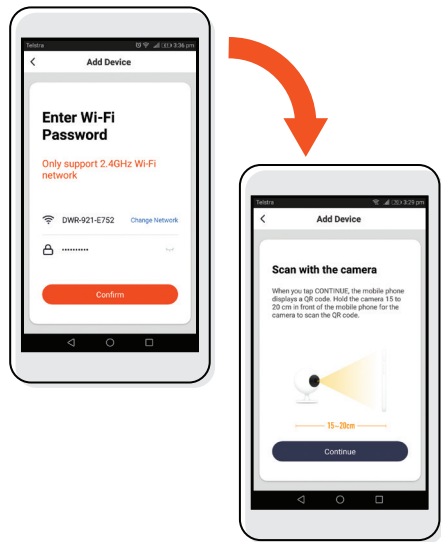 Telstra 3:36 pm
Add Device
Enter Wi-Fi
Password
Only support 2.4GHz Wi-Fi
network
DWR-921-E752 Change Network
••••••••••
Confirm
Telstra 3:29 pm
Add Device
Scan with the camera
When you tap CONTINUE, the mobile phone
displays a QR code. Hold the camera 15 to
20 cm in front of the mobile phone for the
camera to scan the QR code.
15~20cm
Continue